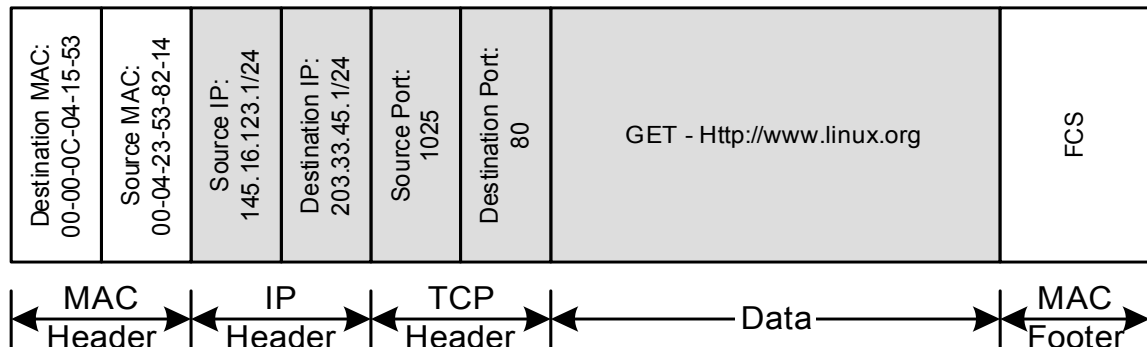 Destination MAC:
00-00-0C-04-15-53
Source MAC:
00-04-23-53-82-14
Source IP:
145.16.123.1/24
Destination IP:
203.33.45.1/24
Source Port:
1025
Destination Port:
80
GET - Http://www.linux.org
FCS
MAC
Header
IP
Header
TCP
Header
Data
MAC
Footer